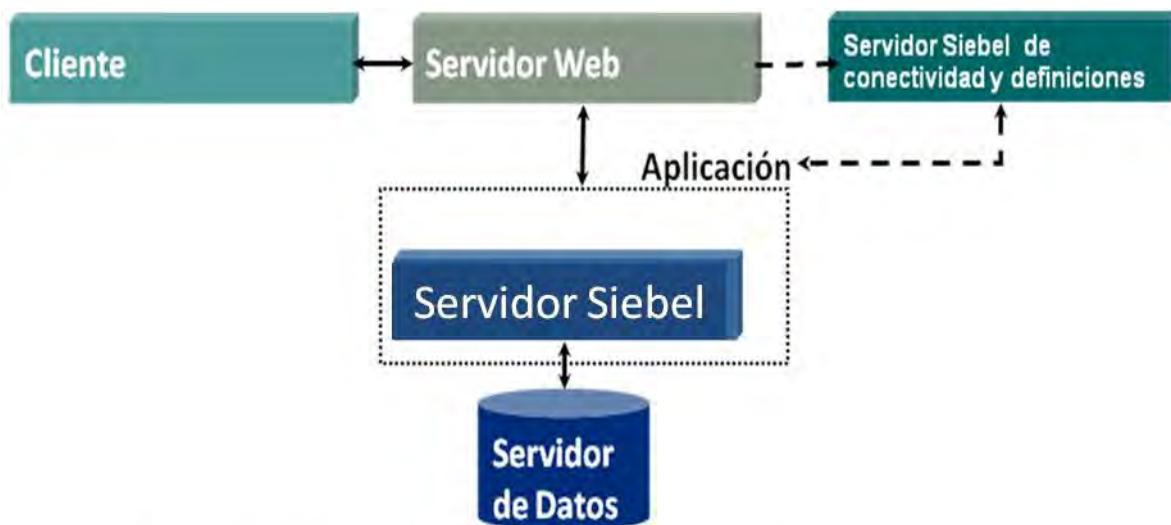 Cliente
Servidor Web
Servidor Siebel de
conectividad y definiciones
Aplicación
Servidor Siebel
Servidor
de Datos